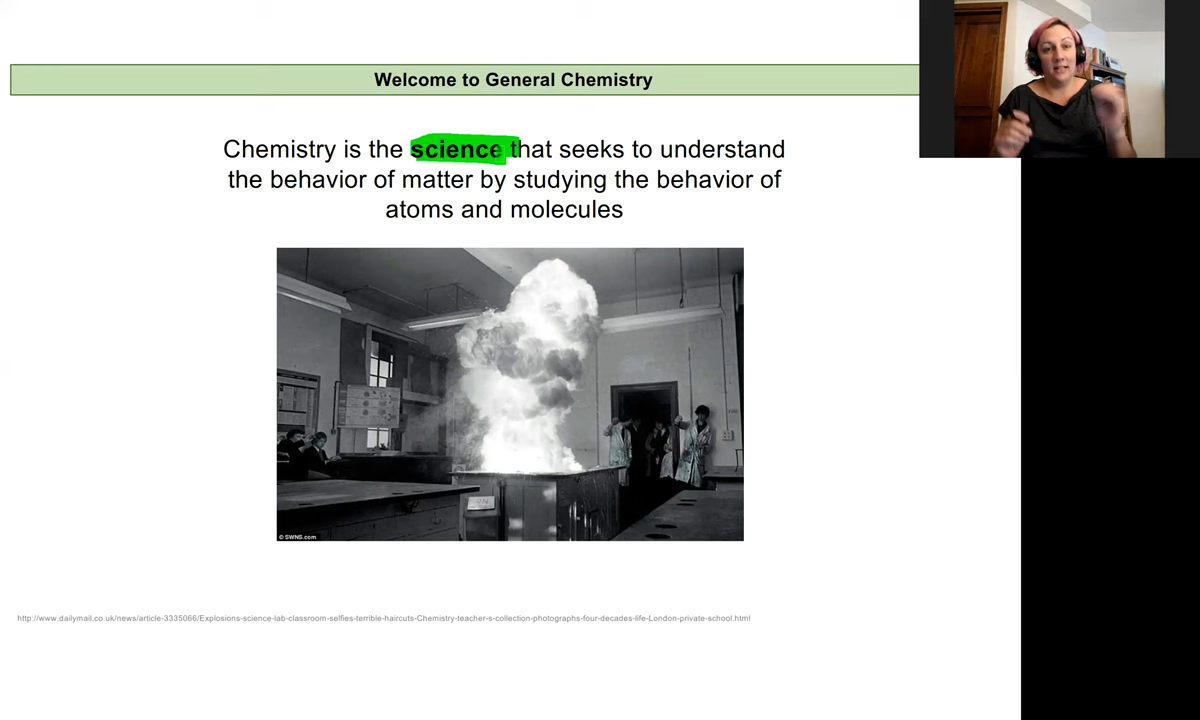 Welcome to General Chemistry
Chemistry is the science that seeks to understand
the behavior of matter by studying the behavior of
atoms and molecules
© SWNS.com
http://www.dailymail.co.uk/news/article-3335066/Explosions-science-lab-classroom-selfies-terrible-haircuts-Chemistry-teacher-s-collection-photographs-four-decades-life-London-private-school.html